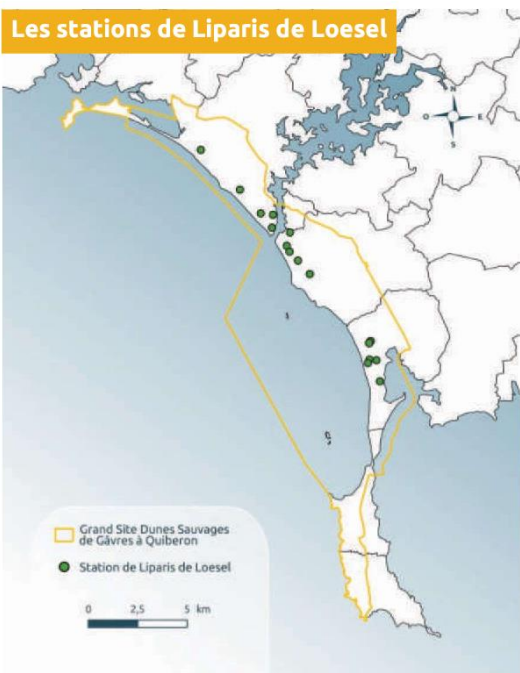 Les stations de Liparis de Loesel
N
O
E
S
Grand Site Dunes Sauvages
de Gâvres à Quiberon
Station de Liparis de Loesel
0 2,5 5 km